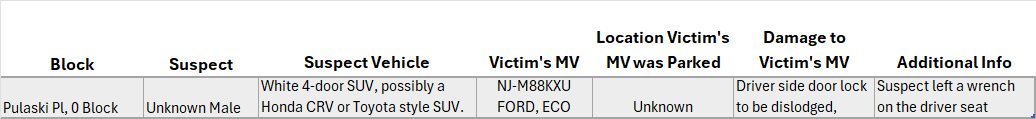 Block Suspect Suspect Vehicle Victim's MV Location Victim's MV was Parked Damage to Victim's MV Additional Info
Pulaski Pl, 0 Block
Unknown Male
White 4-door SUV, possibly a
Honda CRV or Toyota style SUV.
NJ-M88KXU
FORD, ECO
Unknown
Driver side door lock
to be dislodged,
Suspect left a wrench
on the driver seat